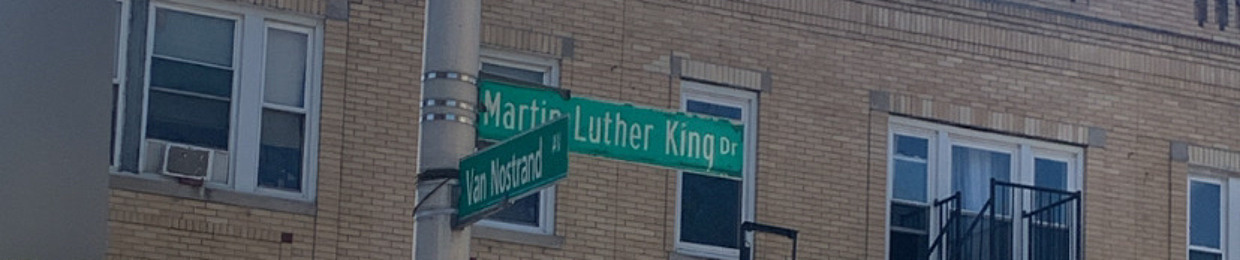 Martin Luther King Dr
Van Nostrand Av